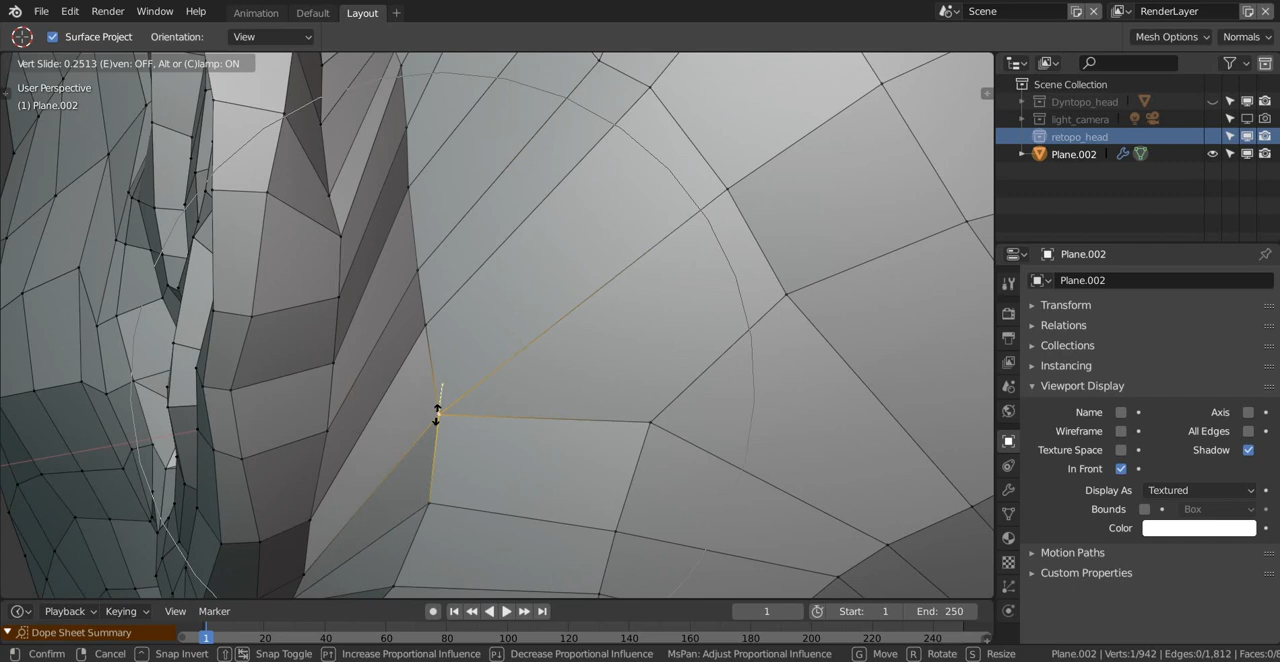 File Edit Render Window Help Animation Default Layout + Scene RenderLayer
Surface Project Orientation: View Mesh Options Normals
Vert Slide: 0.2513 (E)ven: OFF, Alt or (C)lamp: ON
User Perspective
(1) Plane.002
Scene Collection
Dyntopo_head
light_camera
retopo_head
Plane.002
Plane.002
Plane.002
Transform
Relations
Collections
Instancing
Viewport Display
Name Axis
Wireframe All Edges
Texture Space Shadow
In Front
Display As Textured
Bounds Box
Color
Motion Paths
Custom Properties
Playback Keying View Marker 1 Start: 1 End: 250
Dope Sheet Summary 1 20 40 60 80 100 120 140 160 180 200 220 240
Confirm Cancel Snap Invert Snap Toggle Increase Proportional Influence Decrease Proportional Influence MsPan: Adjust Proportional Influence G Move R Rotate S Resize Plane.002 | Verts:1/942 | Edges:0/1,812 | Faces:0/8